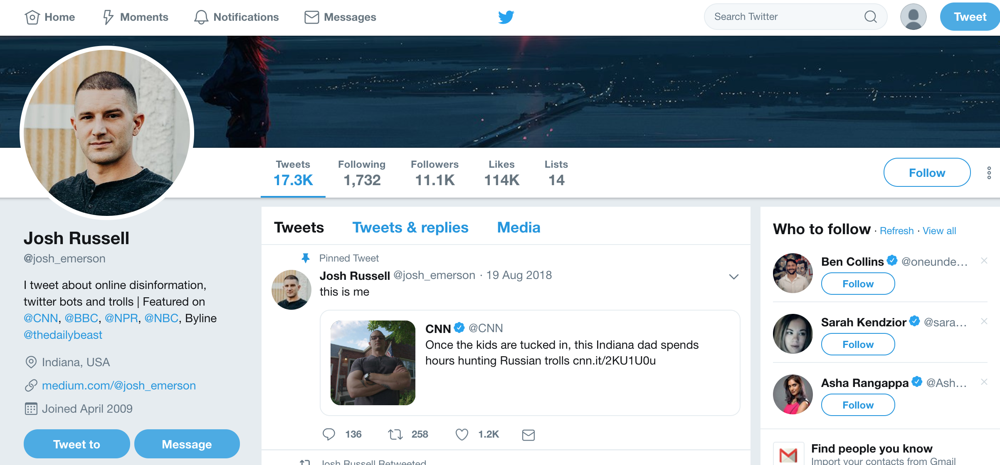 Home
Moments
Notifications
Messages
Search Twitter
Tweet
Tweets
17.3K
Following
1,732
Followers
11.1K
Likes
114K
Lists
14
Follow
Josh Russell
@josh_emerson
I tweet about online disinformation,
twitter bots and trolls | Featured on
@CNN, @BBC, @NPR, @NBC, Byline
@thedailybeast
Indiana, USA
medium.com/@josh_emerson
Joined April 2009
Tweet to
Message
Tweets
Tweets & replies
Media
Pinned Tweet
Josh Russell @josh_emerson · 19 Aug 2018
this is me
CNN @CNN
Once the kids are tucked in, this Indiana dad spends
hours hunting Russian trolls cnn.it/2KU1U0u
136
258
1.2K
Josh Russell Retweeted
Who to follow · Refresh · View all
Ben Collins @oneunde...
Follow
Sarah Kendzior @sara...
Follow
Asha Rangappa @Ash...
Follow
Find people you know
Import your contacts from Gmail